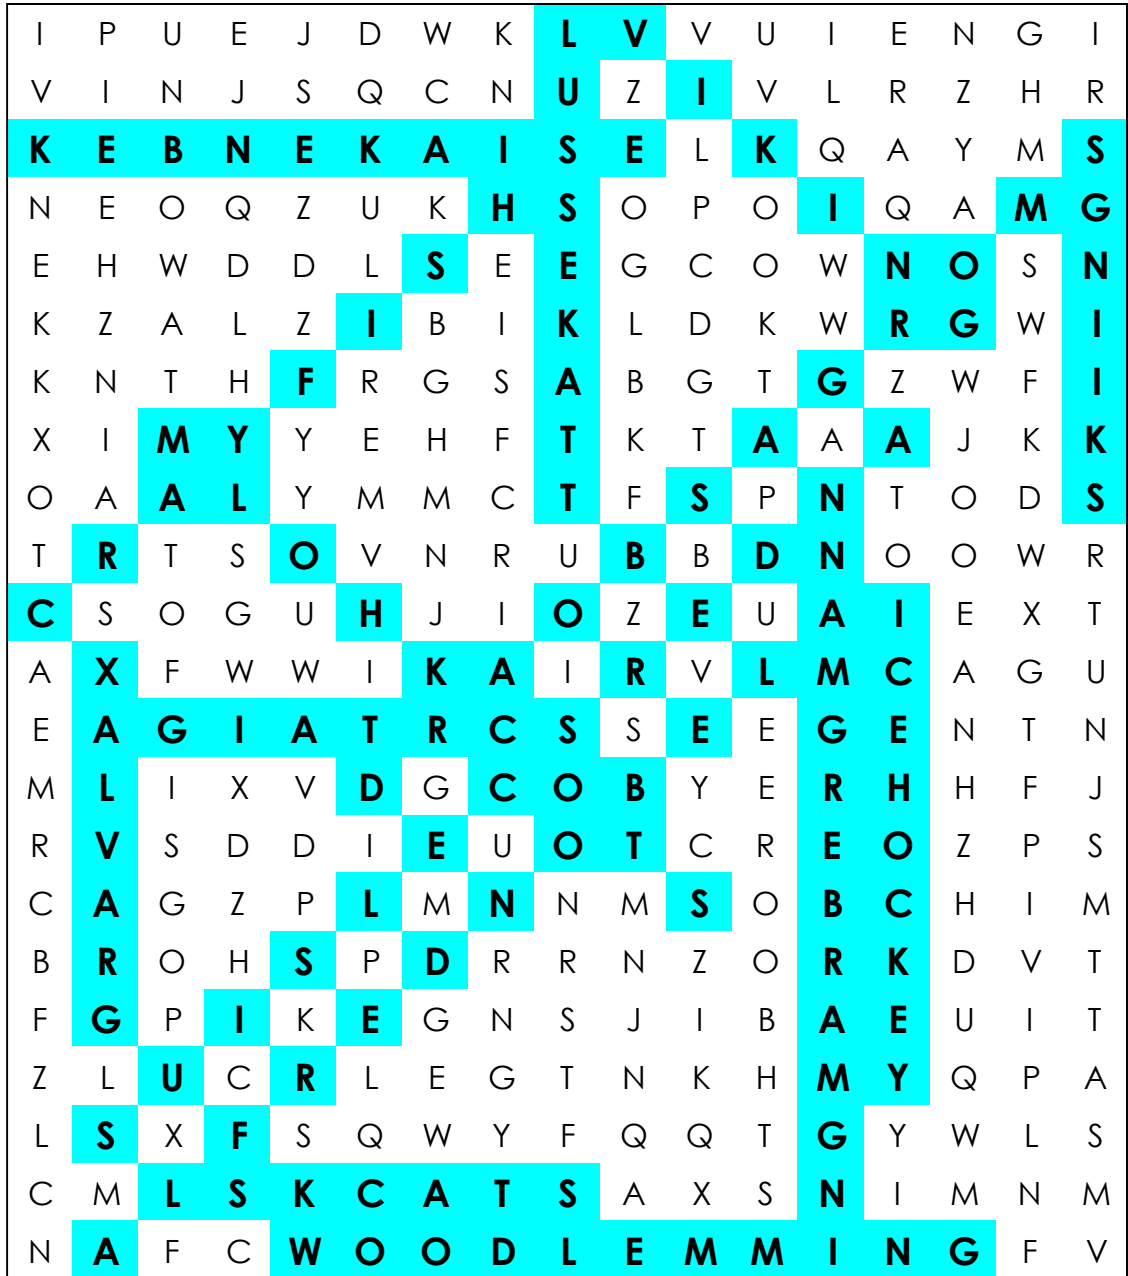 I P U E J D W K L V V U I E N G I
V I N J S Q C N U Z I V L R Z H R
K E B N E K A I S E L K Q A Y M S
N E O Q Z U K H S O P O I Q A M G
E H W D D L S E E G C O W N O S N
K Z A L Z I B I K L D K W R G W I
K N T H F R G S A B G T G Z W F I
X I M Y Y E H F T K T A A A J K K
O A A L Y M M C T F S P N T O D S
T R T S O V N R U B B D N O O W R
C S O G U H J I O Z E U A I E X T
A X F W W I K A I R V L M C A G U
E A G I A T R C S S E E G E N T N
M L I X V D G C O B Y E R H H F J
R V S D D I E U O T C R E O Z P S
C A G Z P L M N N M S O B C H I M
B R O H S P D R R N Z O R K D V T
F G P I K E G N S J I B A E U I T
Z L U C R L E G T N K H M Y Q P A
L S X F S Q W Y F Q Q T G Y W L S
C M L S K C A T S A X S N I M N M
N A F C W O O D L E M M I N G F V